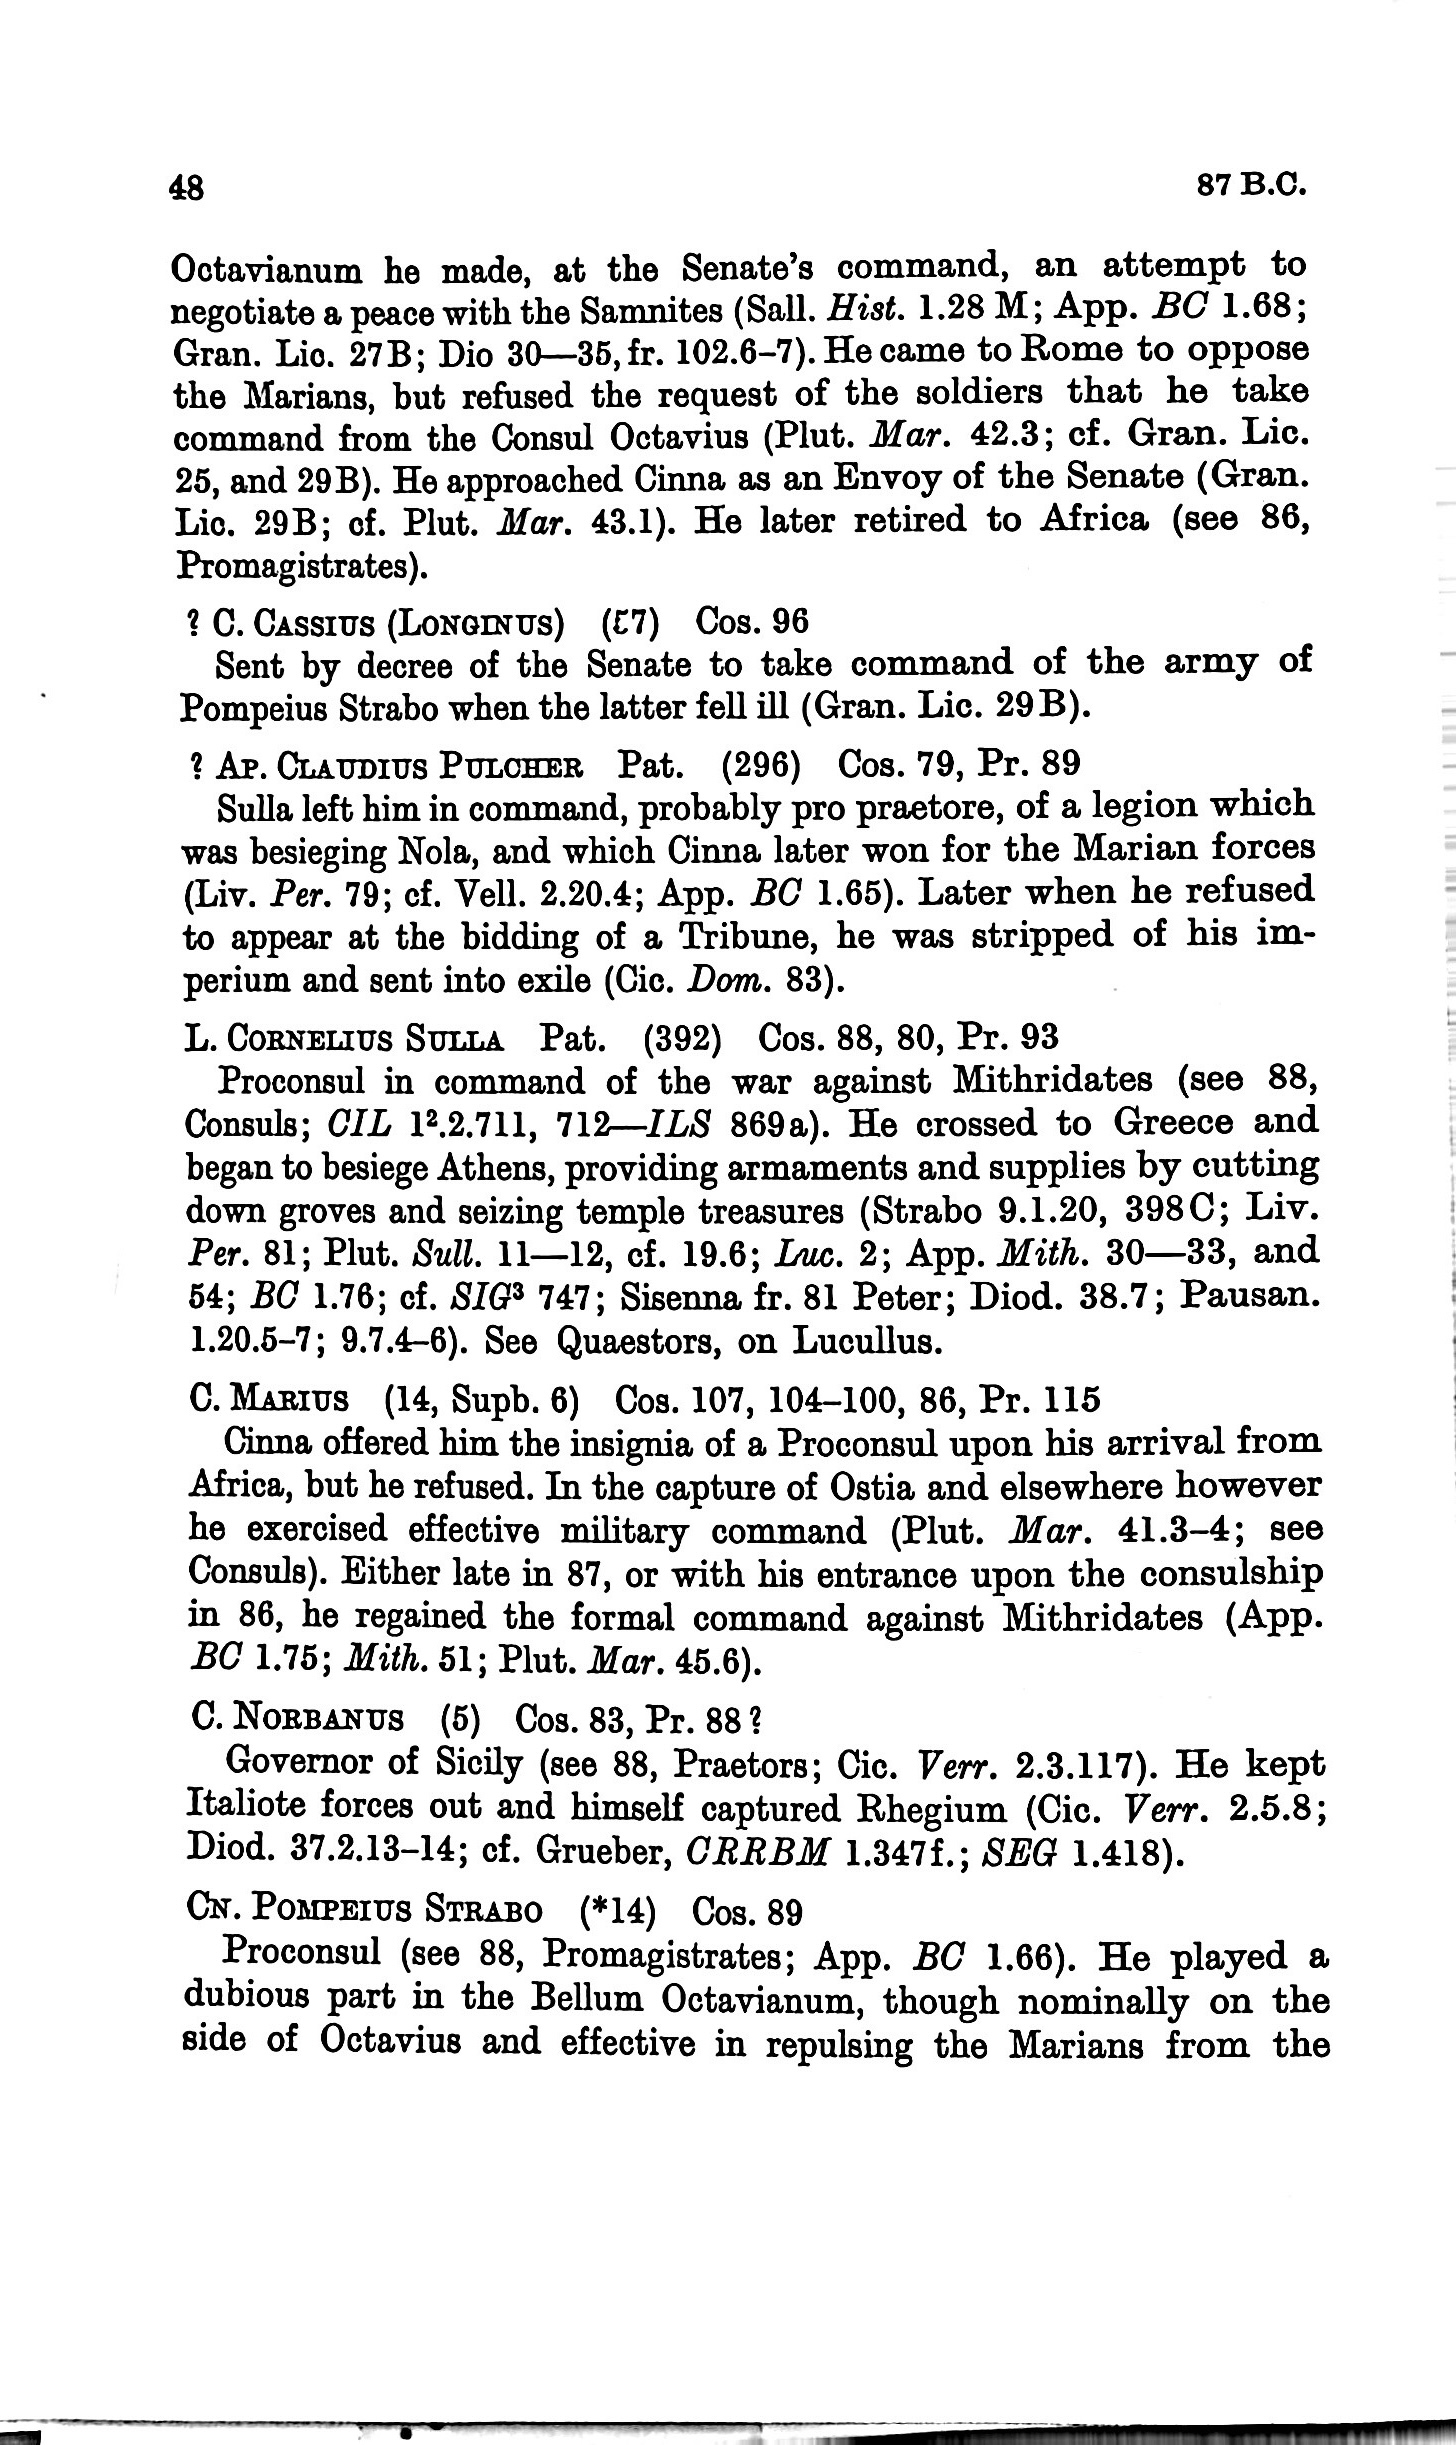 48 87 B.C.
Octavianum he made, at the Senate's command, an attempt to
negotiate a peace with the Samnites (Sall. Hist. 1.28 M; App. BC 1.68;
Gran. Lic. 27B; Dio 30—35, fr. 102.6–7). He came to Rome to oppose
the Marians, but refused the request of the soldiers that he take
command from the Consul Octavius (Plut. Mar. 42.3; cf. Gran. Lic.
25, and 29B). He approached Cinna as an Envoy of the Senate (Gran.
Lic. 29B; cf. Plut. Mar. 43.1). He later retired to Africa (see 86,
Promagistrates).
? C. CASSIUS (LONGINUS) (57) Cos. 96
Sent by decree of the Senate to take command of the army of
Pompeius Strabo when the latter fell ill (Gran. Lic. 29B).
? AP. CLAUDIUS PULCHER Pat. (296) Cos. 79, Pr. 89
Sulla left him in command, probably pro praetore, of a legion which
was besieging Nola, and which Cinna later won for the Marian forces
(Liv. Per. 79; cf. Vell. 2.20.4; App. BC 1.65). Later when he refused
to appear at the bidding of a Tribune, he was stripped of his im-
perium and sent into exile (Cic. Dom. 83).
L. CORNELIUS SULLA Pat. (392) Cos. 88, 80, Pr. 93
Proconsul in command of the war against Mithridates (see 88,
Consuls; CIL 1².2.711, 712—ILS 869a). He crossed to Greece and
began to besiege Athens, providing armaments and supplies by cutting
down groves and seizing temple treasures (Strabo 9.1.20, 398C; Liv.
Per. 81; Plut. Sull. 11—12, cf. 19.6; Luc. 2; App. Mith. 30—33, and
54; BC 1.76; cf. SIG³ 747; Sisenna fr. 81 Peter; Diod. 38.7; Pausan.
1.20.5–7; 9.7.4–6). See Quaestors, on Lucullus.
C. MARIUS (14, Supb. 6) Cos. 107, 104–100, 86, Pr. 115
Cinna offered him the insignia of a Proconsul upon his arrival from
Africa, but he refused. In the capture of Ostia and elsewhere however
he exercised effective military command (Plut. Mar. 41.3–4; see
Consuls). Either late in 87, or with his entrance upon the consulship
in 86, he regained the formal command against Mithridates (App.
BC 1.75; Mith. 51; Plut. Mar. 45.6).
C. NORBANUS (5) Cos. 83, Pr. 88?
Governor of Sicily (see 88, Praetors; Cic. Verr. 2.3.117). He kept
Italiote forces out and himself captured Rhegium (Cic. Verr. 2.5.8;
Diod. 37.2.13–14; cf. Grueber, CRRBM 1.347f.; SEG 1.418).
CN. POMPEIUS STRABO (*14) Cos. 89
Proconsul (see 88, Promagistrates; App. BC 1.66). He played a
dubious part in the Bellum Octavianum, though nominally on the
side of Octavius and effective in repulsing the Marians from the